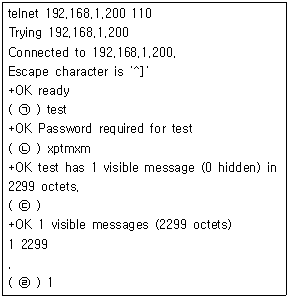 telnet 192.168.1.200 110
Trying 192.168.1.200.
Connected to 192.168.1.200.
Escape character is '^]'
+OK ready
( ㉠ ) test
+OK Password required for test
( ㉡ ) xptmxm
+OK test has 1 visible message (0 hidden) in
2299 octets.
( ㉢ )
+OK 1 visible messages (2299 octets)
1 2299
.
( ㉣ ) 1